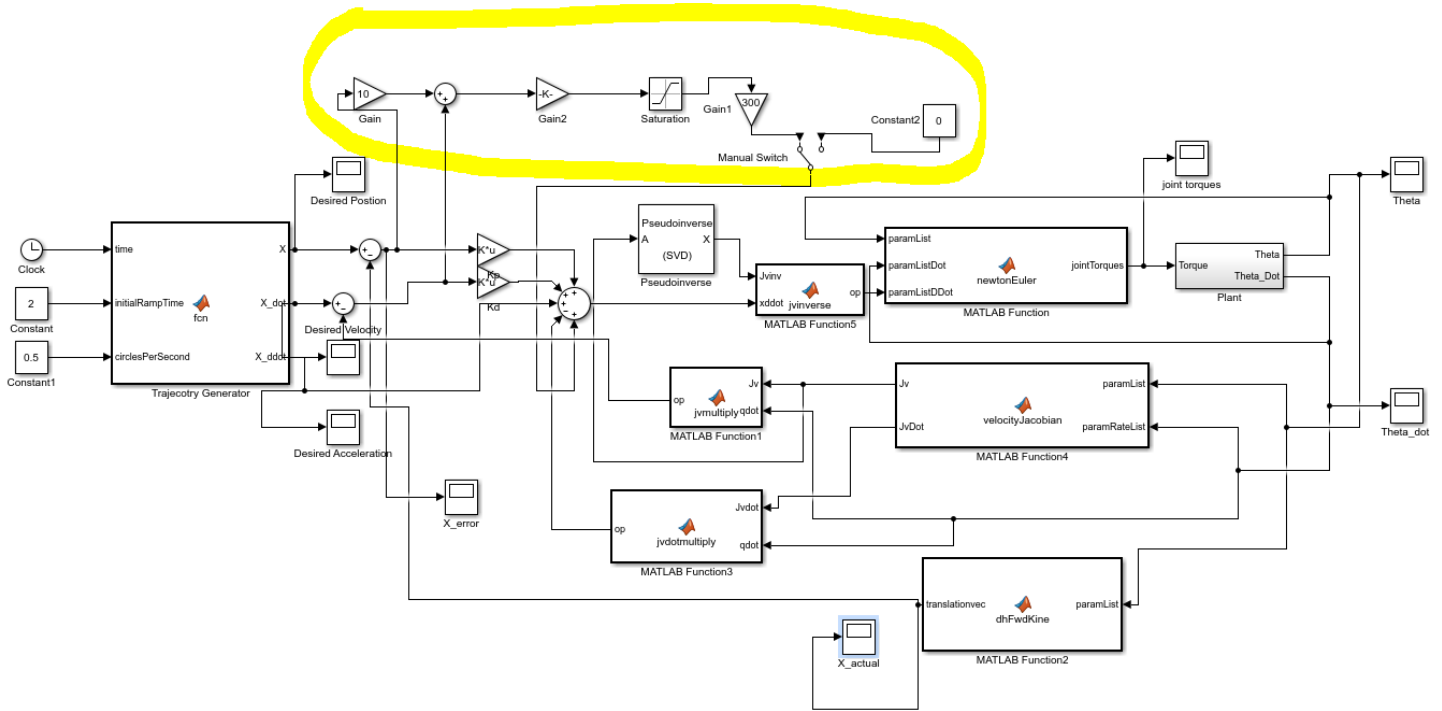 10
Gain
-K-
Gain2
Saturation
300
Gain1
Constant2
0
Manual Switch
Desired Postion
Clock
2
Constant
0.5
Constant1
time
initialRampTime
circlesPerSecond
fcn
X
X_dot
X_ddot
Trajecotry Generator
Desired Velocity
Desired Acceleration
K*u
Kp
K*u
Kd
X_error
Pseudoinverse
A
X
(SVD)
Pseudoinverse
Jvinv
xddot
jvinverse
op
MATLAB Function5
paramList
paramListDot
paramListDDot
newtonEuler
jointTorques
MATLAB Function
joint torques
Torque
Theta
Theta_Dot
Plant
Theta
Theta_dot
Jv
qdot
op
jvmultiply
MATLAB Function1
Jv
JvDot
velocityJacobian
paramList
paramRateList
MATLAB Function4
Jvdot
qdot
op
jvdotmultiply
MATLAB Function3
translationvec
dhFwdKine
paramList
MATLAB Function2
X_actual